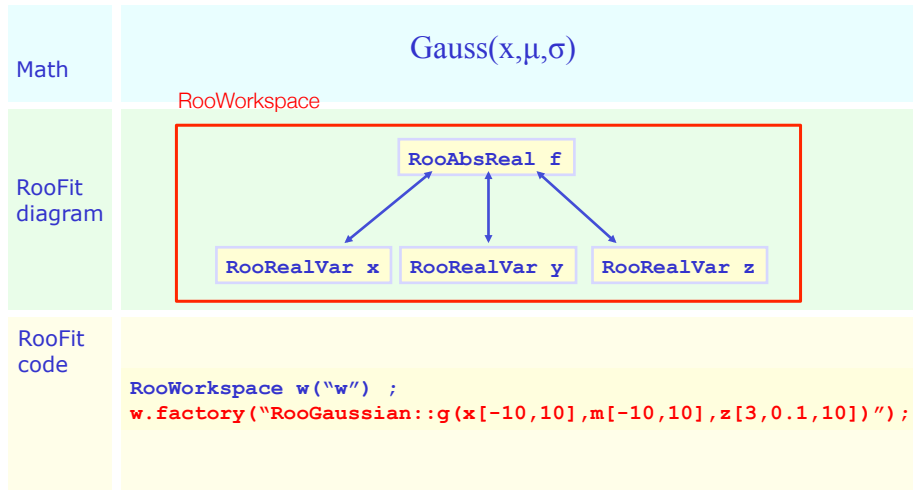 Math
Gauss(x,μ,σ)
RooWorkspace
RooFit
diagram
RooAbsReal f
RooRealVar x
RooRealVar y
RooRealVar z
RooFit
code
RooWorkspace w(“w”) ;
w.factory(“RooGaussian::g(x[-10,10],m[-10,10],z[3,0.1,10])”);